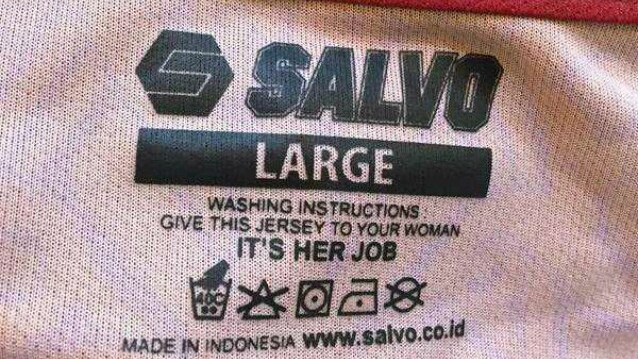 SALVO
LARGE
WASHING INSTRUCTIONS :
GIVE THIS JERSEY TO YOUR WOMAN
IT'S HER JOB
40C
MADE IN INDONESIA www.salvo.co.id